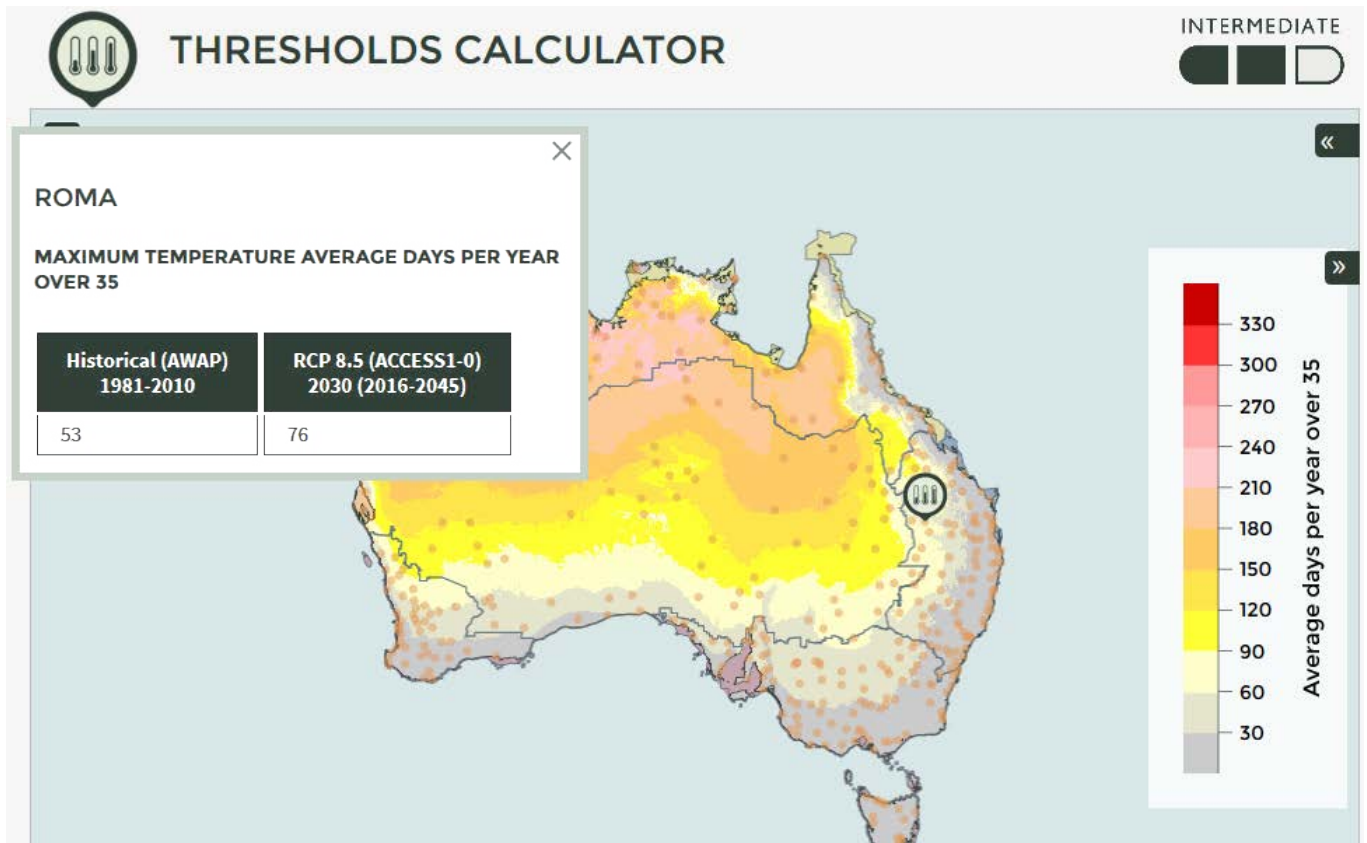 THRESHOLDS CALCULATOR
INTERMEDIATE
«
ROMA
MAXIMUM TEMPERATURE AVERAGE DAYS PER YEAR
OVER 35
Historical (AWAP)
1981-2010
RCP 8.5 (ACCESS1-0)
2030 (2016-2045)
53
76
»
330
300
270
240
210
180
150
120
90
60
30
Average days per year over 35